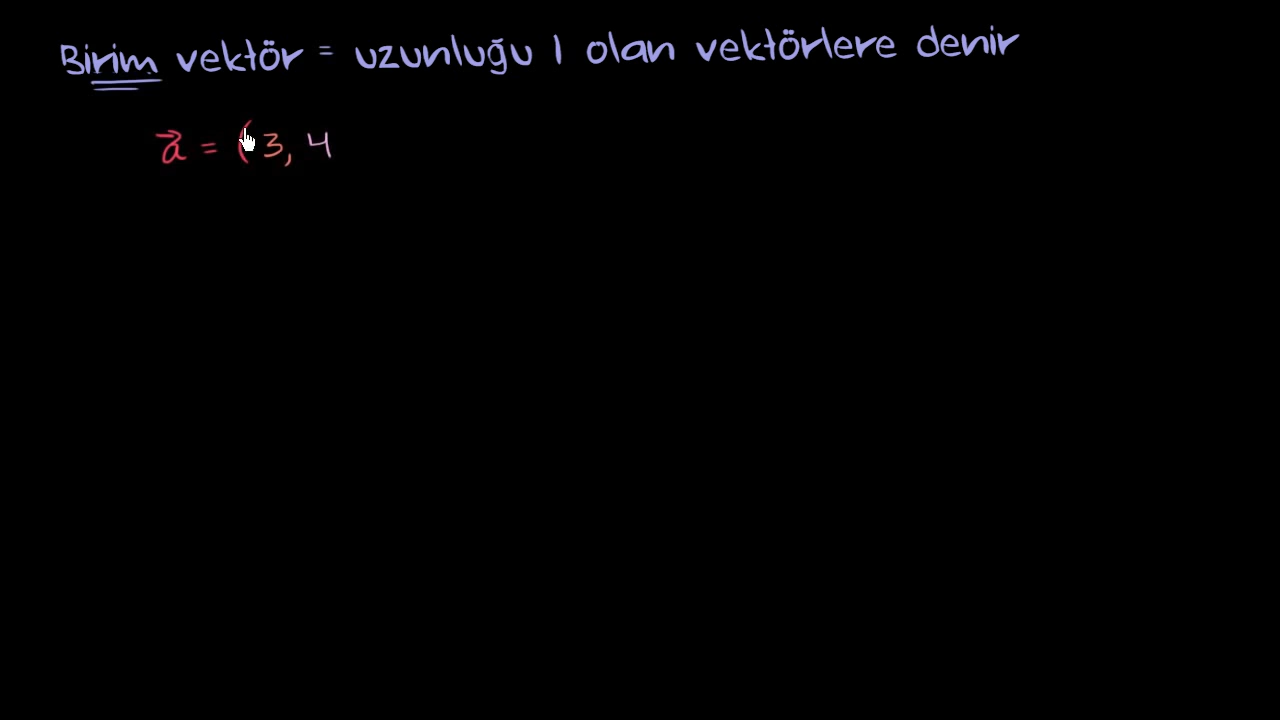 Birim vektör = uzunluğu 1 olan vektörlere denir
a⃗ = (3, 4